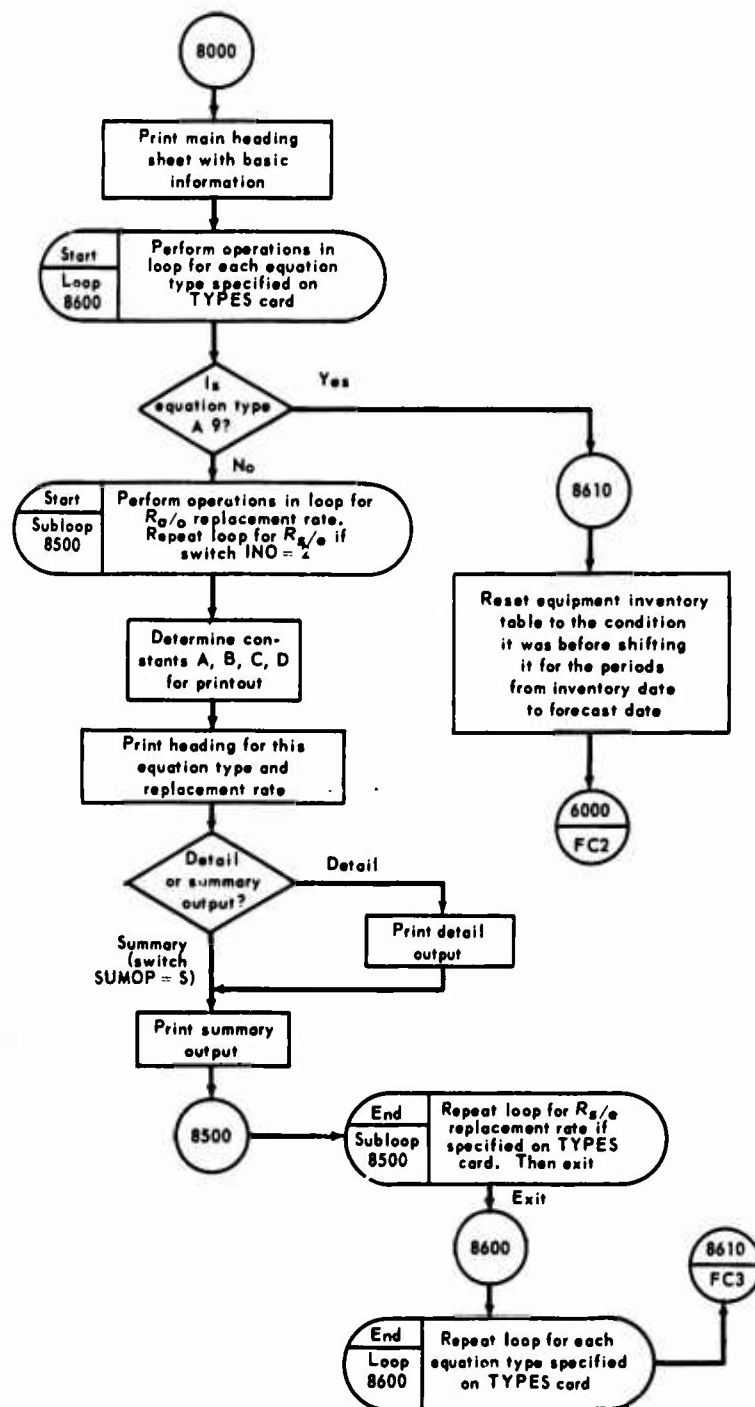 8000
Print main heading
sheet with basic
information
Start
Loop
8600
Perform operations in
loop for each equation
type specified on
TYPES card
Is
equation type
A 9?
Yes
No
8610
Start
Subloop
8500
Perform operations in loop for
Ra/o replacement rate.
Repeat loop for Rs/e if
switch INO = 2
Reset equipment inventory
table to the condition
it was before shifting
it for the periods
from inventory date
to forecast date
Determine con-
stants A, B, C, D
for printout
Print heading for this
equation type and
replacement rate
6000
FC2
Detail
or summary
output?
Detail
Print detail
output
Summary
(switch
SUMOP = S)
Print summary
output
8500
End
Subloop
8500
Repeat loop for Rs/e
replacement rate if
specified on TYPES
card. Then exit
Exit
8600
8610
FC3
End
Loop
8600
Repeat loop for each
equation type specified
on TYPES card